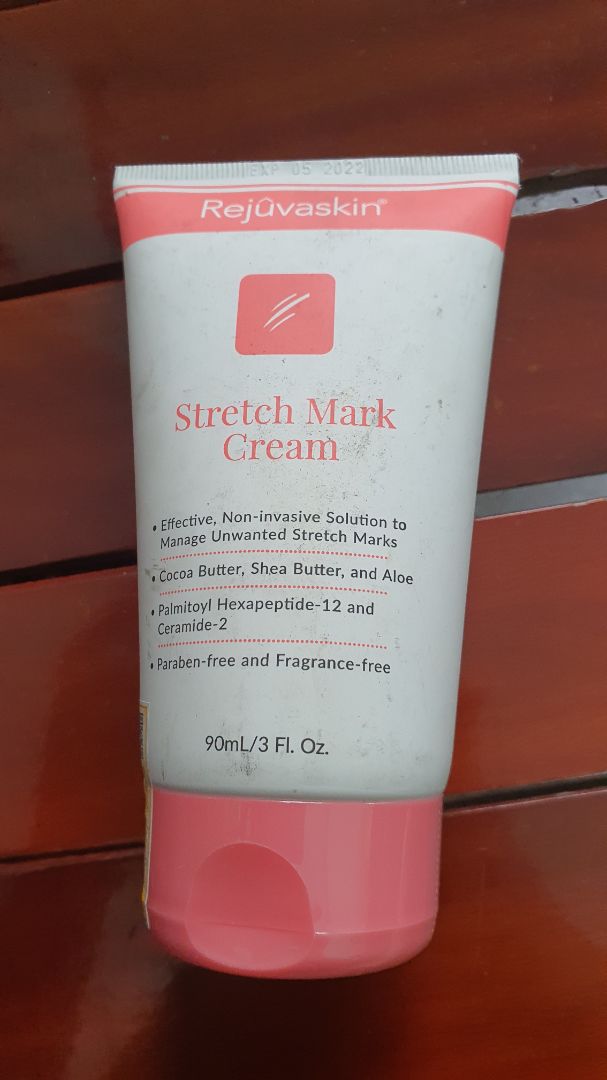 EXP 05 2022
Rejûvaskin®
Stretch Mark
Cream
• Effective, Non-invasive Solution to
Manage Unwanted Stretch Marks
• Cocoa Butter, Shea Butter, and Aloe
• Palmitoyl Hexapeptide-12 and
Ceramide-2
• Paraben-free and Fragrance-free
90mL/3 Fl. Oz.